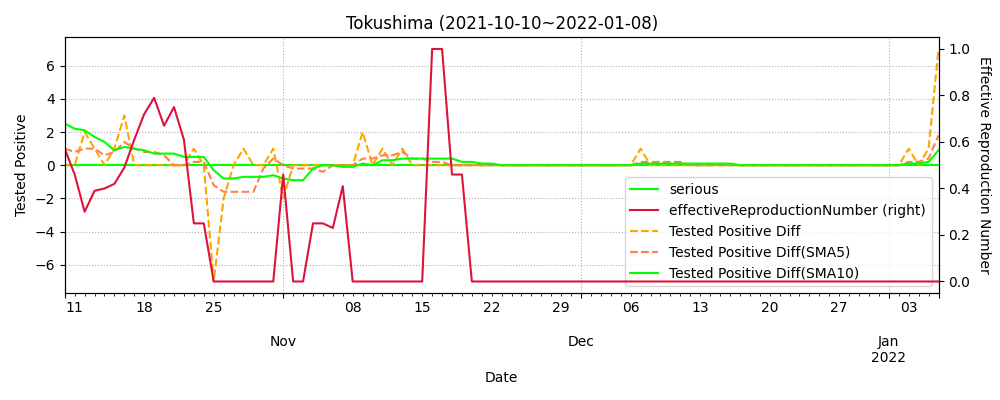 Tokushima (2021-10-10~2022-01-08)
Tested Positive
6
4
2
0
−2
−4
−6
1.0
0.8
0.6
0.4
0.2
0.0
Effective Reproduction Number
serious
effectiveReproductionNumber (right)
Tested Positive Diff
Tested Positive Diff(SMA5)
Tested Positive Diff(SMA10)
11 18 25 08 15 22 29 06 13 20 27 03
Nov Dec Jan
2022
Date